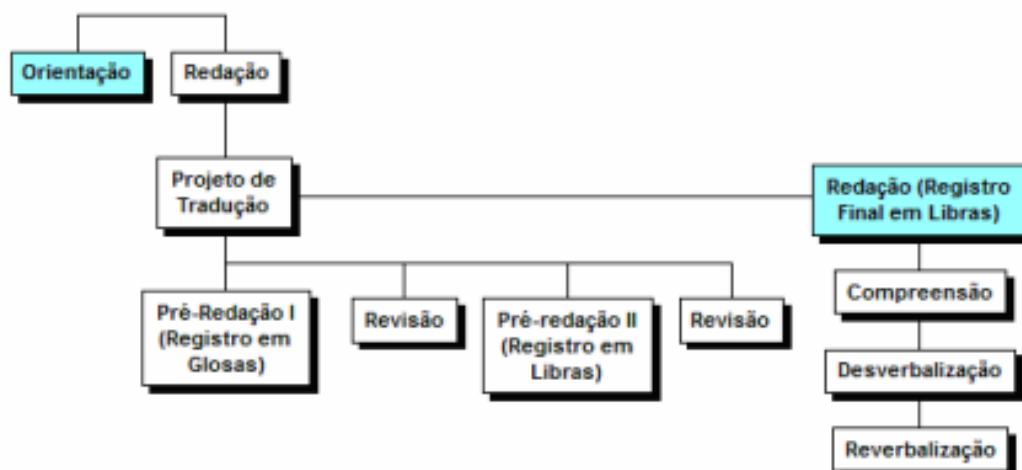 Orientação
Redação
Projeto de
Tradução
Redação (Registro
Final em Libras)
Pré-Redação I
(Registro em
Glosas)
Revisão
Pré-redação II
(Registro em
Libras)
Revisão
Compreensão
Desverbalização
Reverbalização